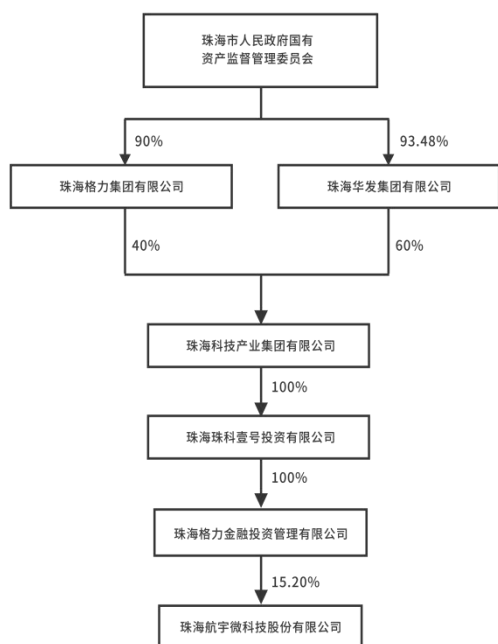 珠海市人民政府国有
资产监督管理委员会
90%
93.48%
珠海格力集团有限公司
珠海华发集团有限公司
40%
60%
珠海科技产业集团有限公司
100%
珠海珠科壹号投资有限公司
100%
珠海格力金融投资管理有限公司
15.20%
珠海航宇微科技股份有限公司